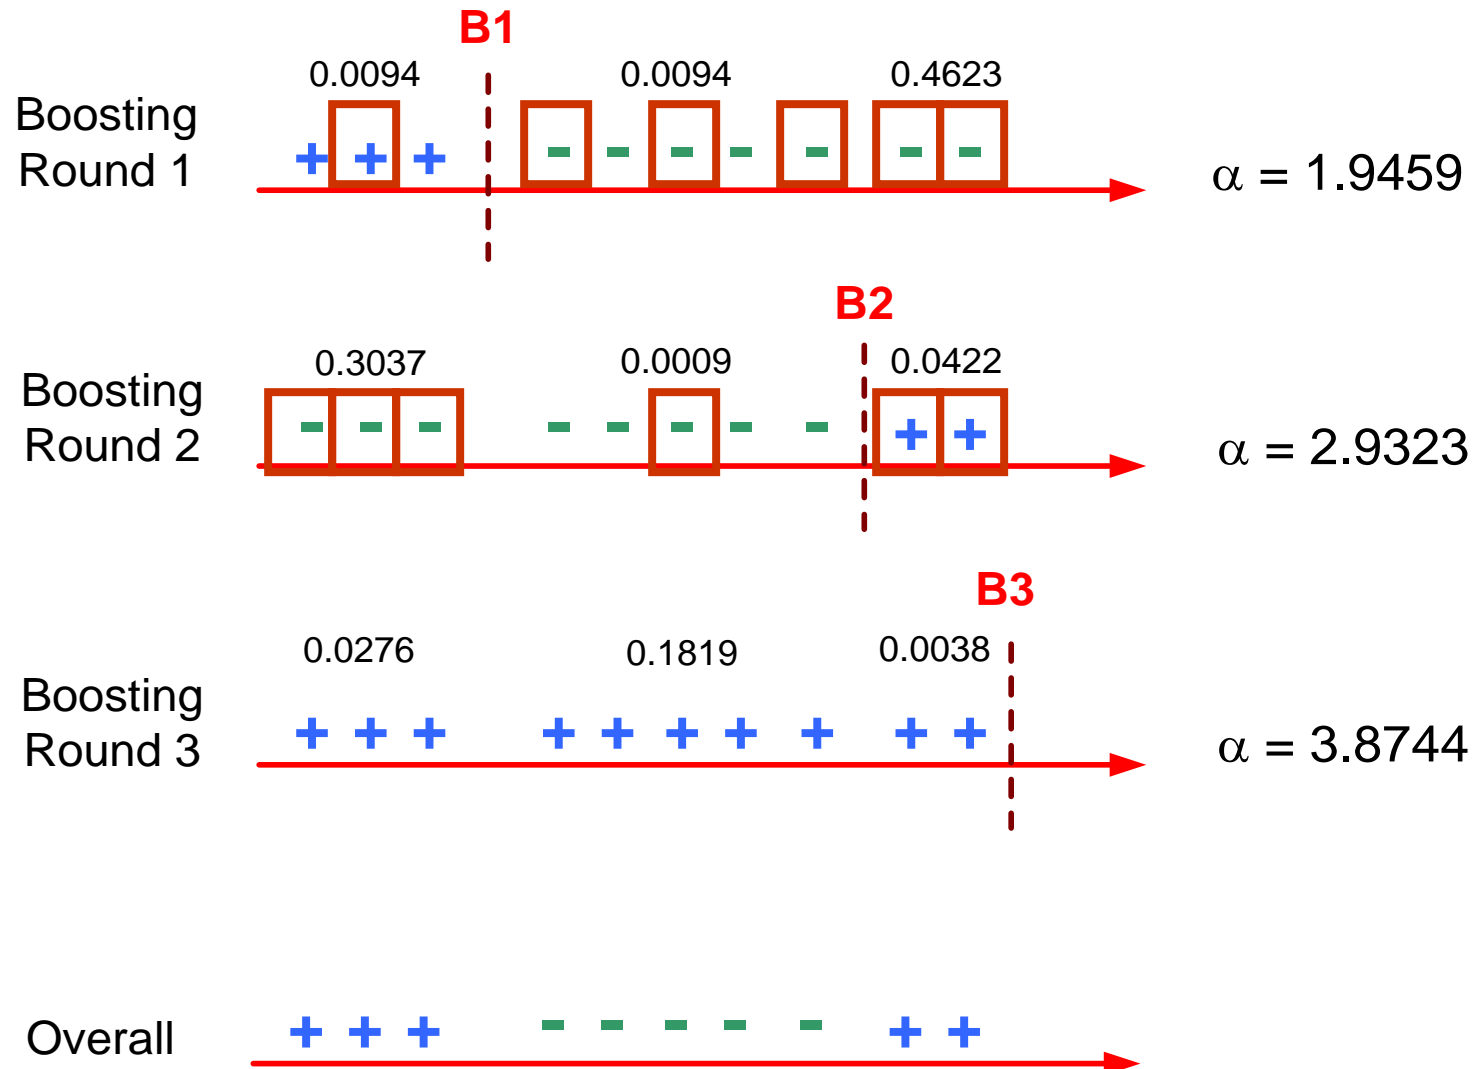 B1
0.0094 0.0094 0.4623
Boosting
Round 1
+ + + - - - - - - -
α = 1.9459
B2
0.3037 0.0009 0.0422
Boosting
Round 2
- - - - - - - - + +
α = 2.9323
B3
0.0276 0.1819 0.0038
Boosting
Round 3
+ + + + + + + + + +
α = 3.8744
Overall
+ + + - - - - - + +